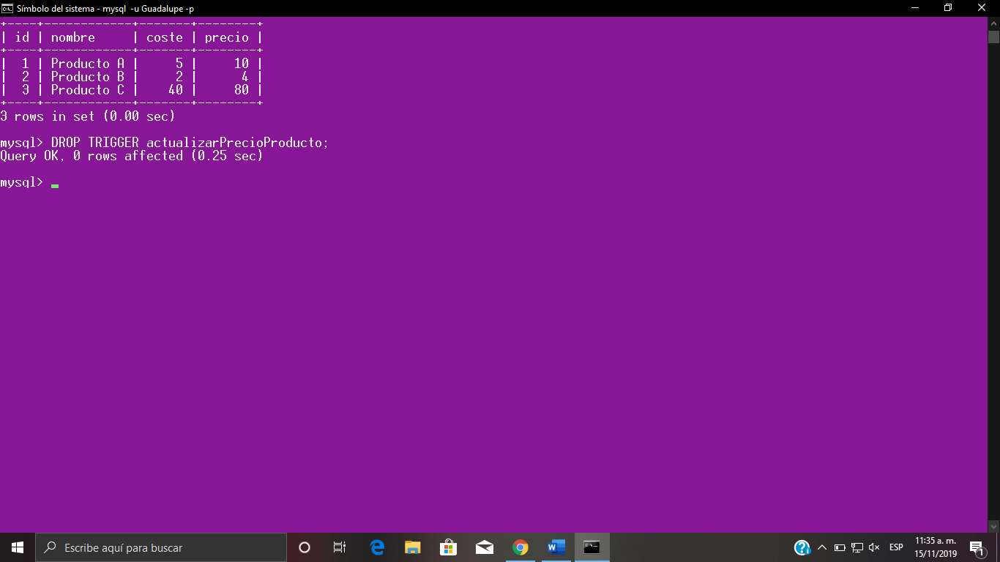 Símbolo del sistema - mysql  -u Guadalupe -p
+----+------------+-------+--------+
| id | nombre     | coste | precio |
+----+------------+-------+--------+
|  1 | Producto A |     5 |     10 |
|  2 | Producto B |     2 |      4 |
|  3 | Producto C |    40 |     80 |
+----+------------+-------+--------+
3 rows in set (0.00 sec)
mysql> DROP TRIGGER actualizarPrecioProducto;
Query OK, 0 rows affected (0.25 sec)
mysql>
Escribe aquí para buscar
ESP
11:35 a. m.
15/11/2019
1